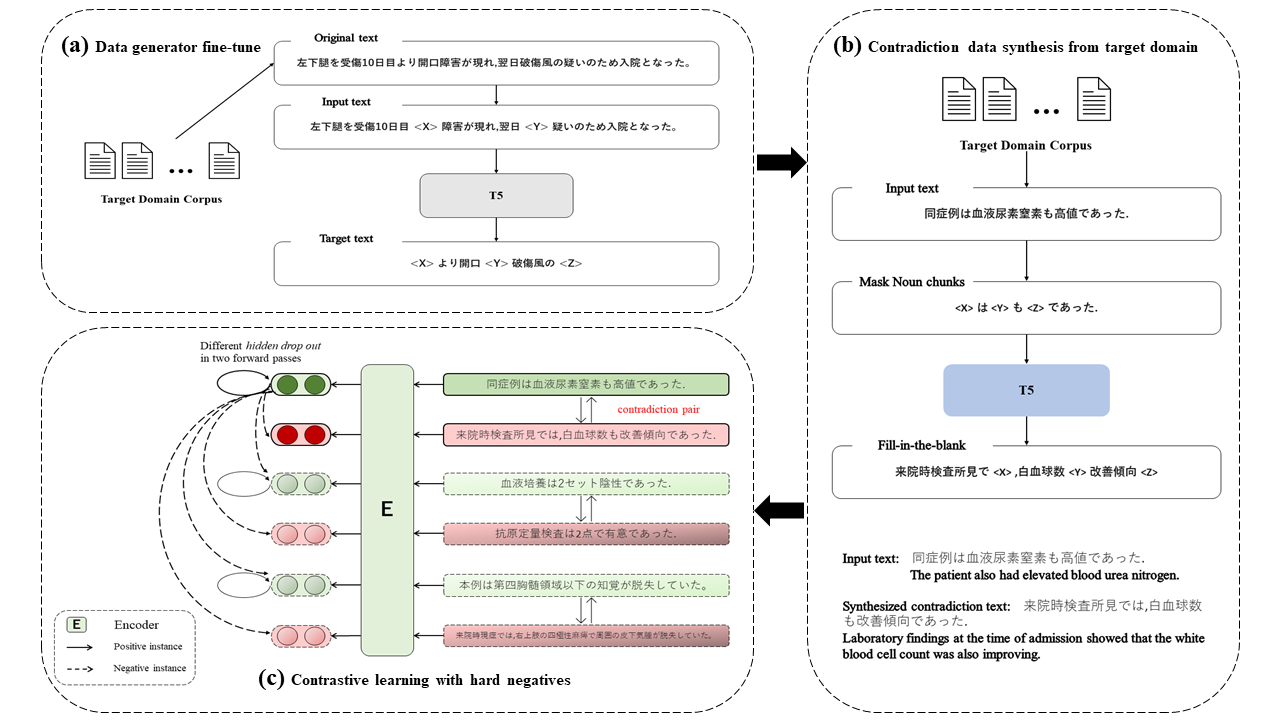 (a) Data generator fine-tune
Original text
左下腿を受傷10日目より開口障害が現れ,翌日破傷風の疑いのため入院となった。
Input text
左下腿を受傷10日目 <X> 障害が現れ,翌日 <Y> 疑いのため入院となった。
T5
Target text
<X> より開口 <Y> 破傷風の <Z>
...
Target Domain Corpus
(b) Contradiction data synthesis from target domain
...
Target Domain Corpus
Input text
同症例は血液尿素窒素も高値であった.
Mask Noun chunks
<X> は <Y> も <Z> であった.
T5
Fill-in-the-blank
来院時検査所見で <X> ,白血球数 <Y> 改善傾向 <Z>
Input text: 同症例は血液尿素窒素も高値であった.
The patient also had elevated blood urea nitrogen.
Synthesized contradiction text: 来院時検査所見では,白血球数
も改善傾向であった.
Laboratory findings at the time of admission showed that the white
blood cell count was also improving.
Different hidden drop out
in two forward passes
E
同症例は血液尿素窒素も高値であった.
contradiction pair
来院時検査所見では,白血球数も改善傾向であった.
血液培養は2セット陰性であった.
抗原定量検査は2点で有意であった.
本例は第四胸髄領域以下の知覚が脱失していた。
来院時現症では,右上肢の四極性麻痺で周囲の皮下気腫が脱失していた。
E Encoder
Positive instance
Negative instance
(c) Contrastive learning with hard negatives